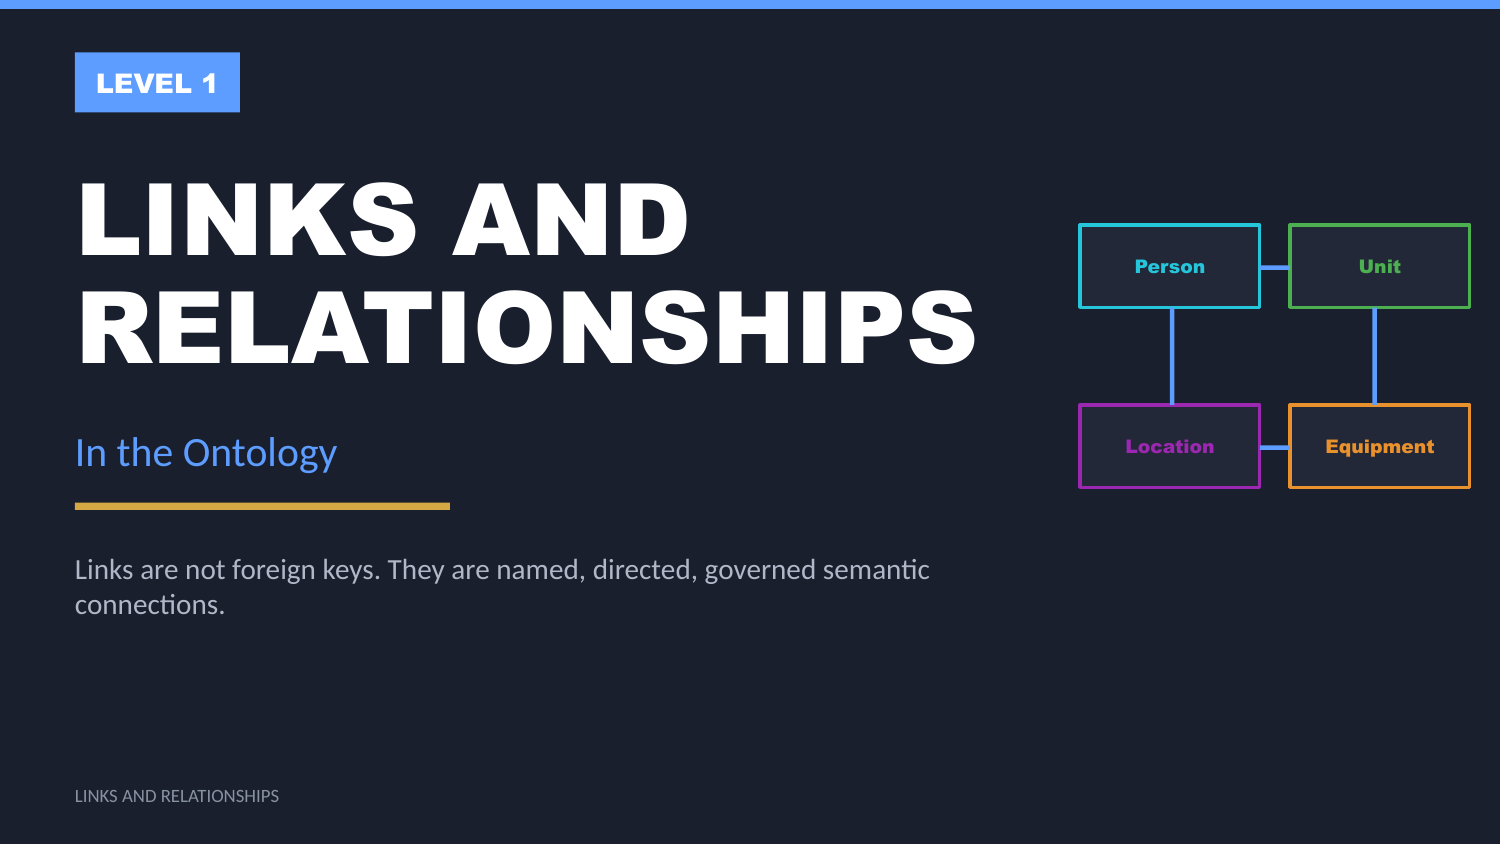 LEVEL 1
LINKS AND
RELATIONSHIPS
In the Ontology
Links are not foreign keys. They are named, directed, governed semantic
connections.
Person
Unit
Location
Equipment
LINKS AND RELATIONSHIPS